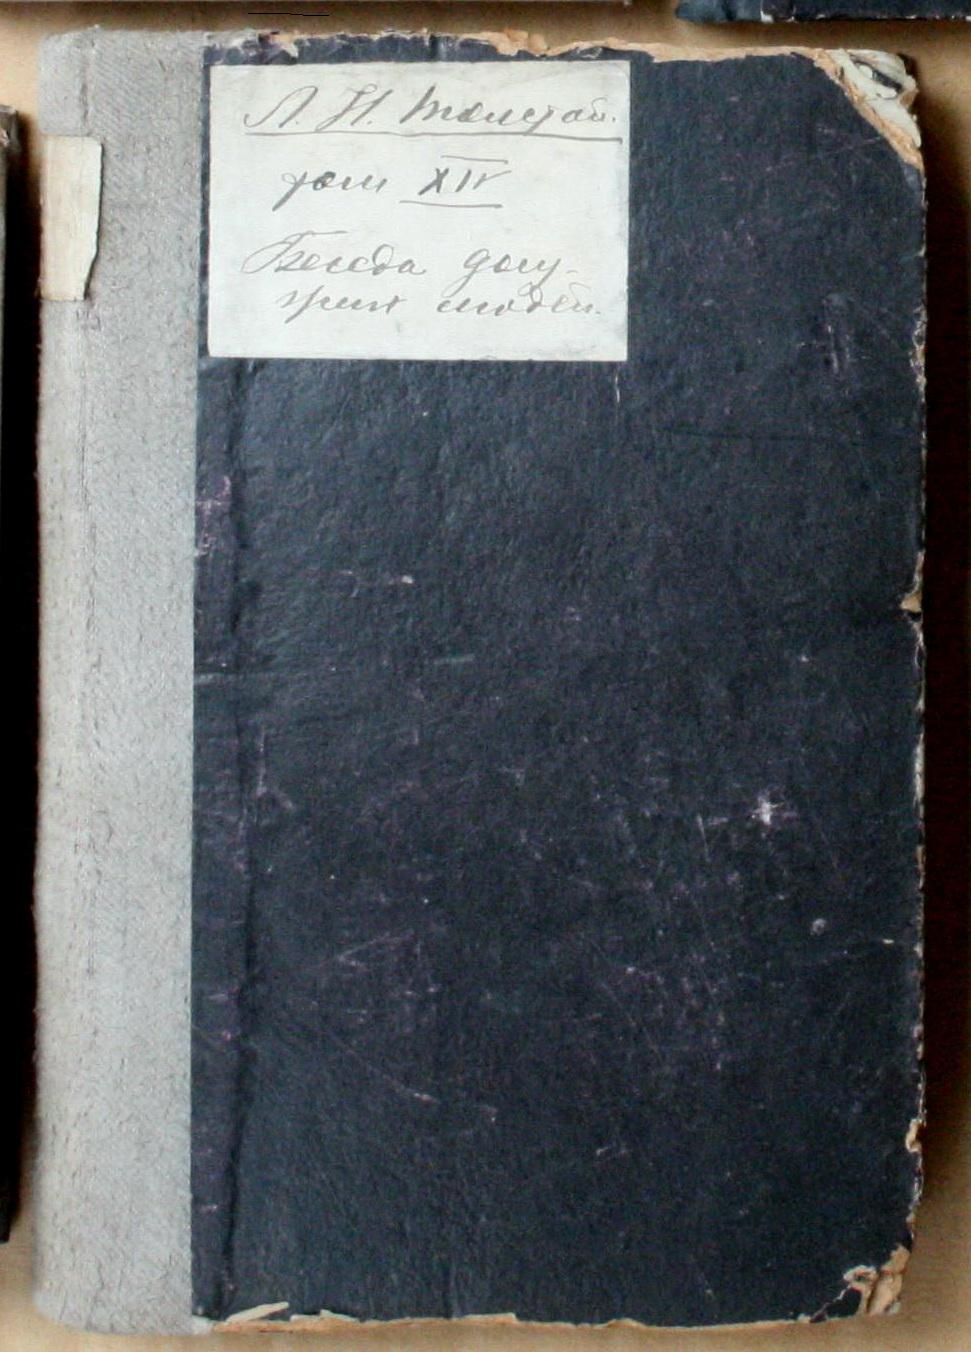 Л. Н. Толстой.
том XIV
Беседа досу-
жих людей.